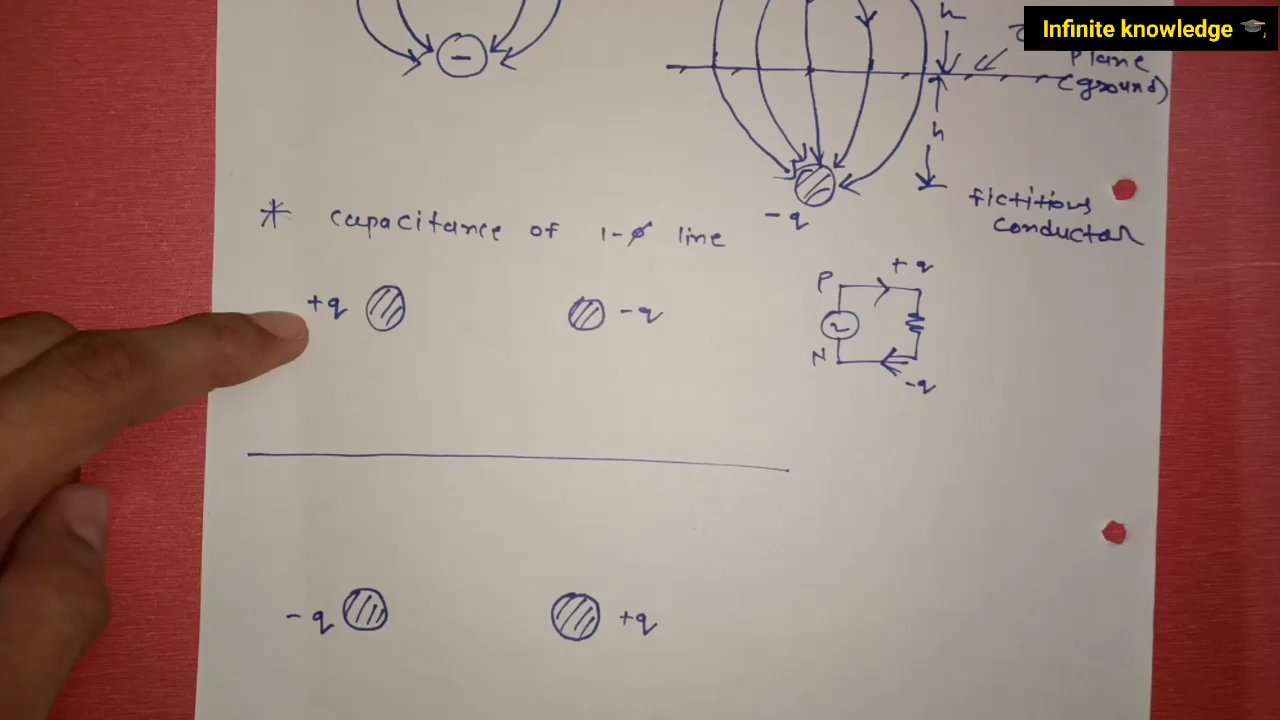 Infinite knowledge 🎓
h
Plane
(ground)
h
−
fictitious
conductor
-q
* capacitance of 1-ϕ line
+q
-q
P
+q
N
-q
-q
+q